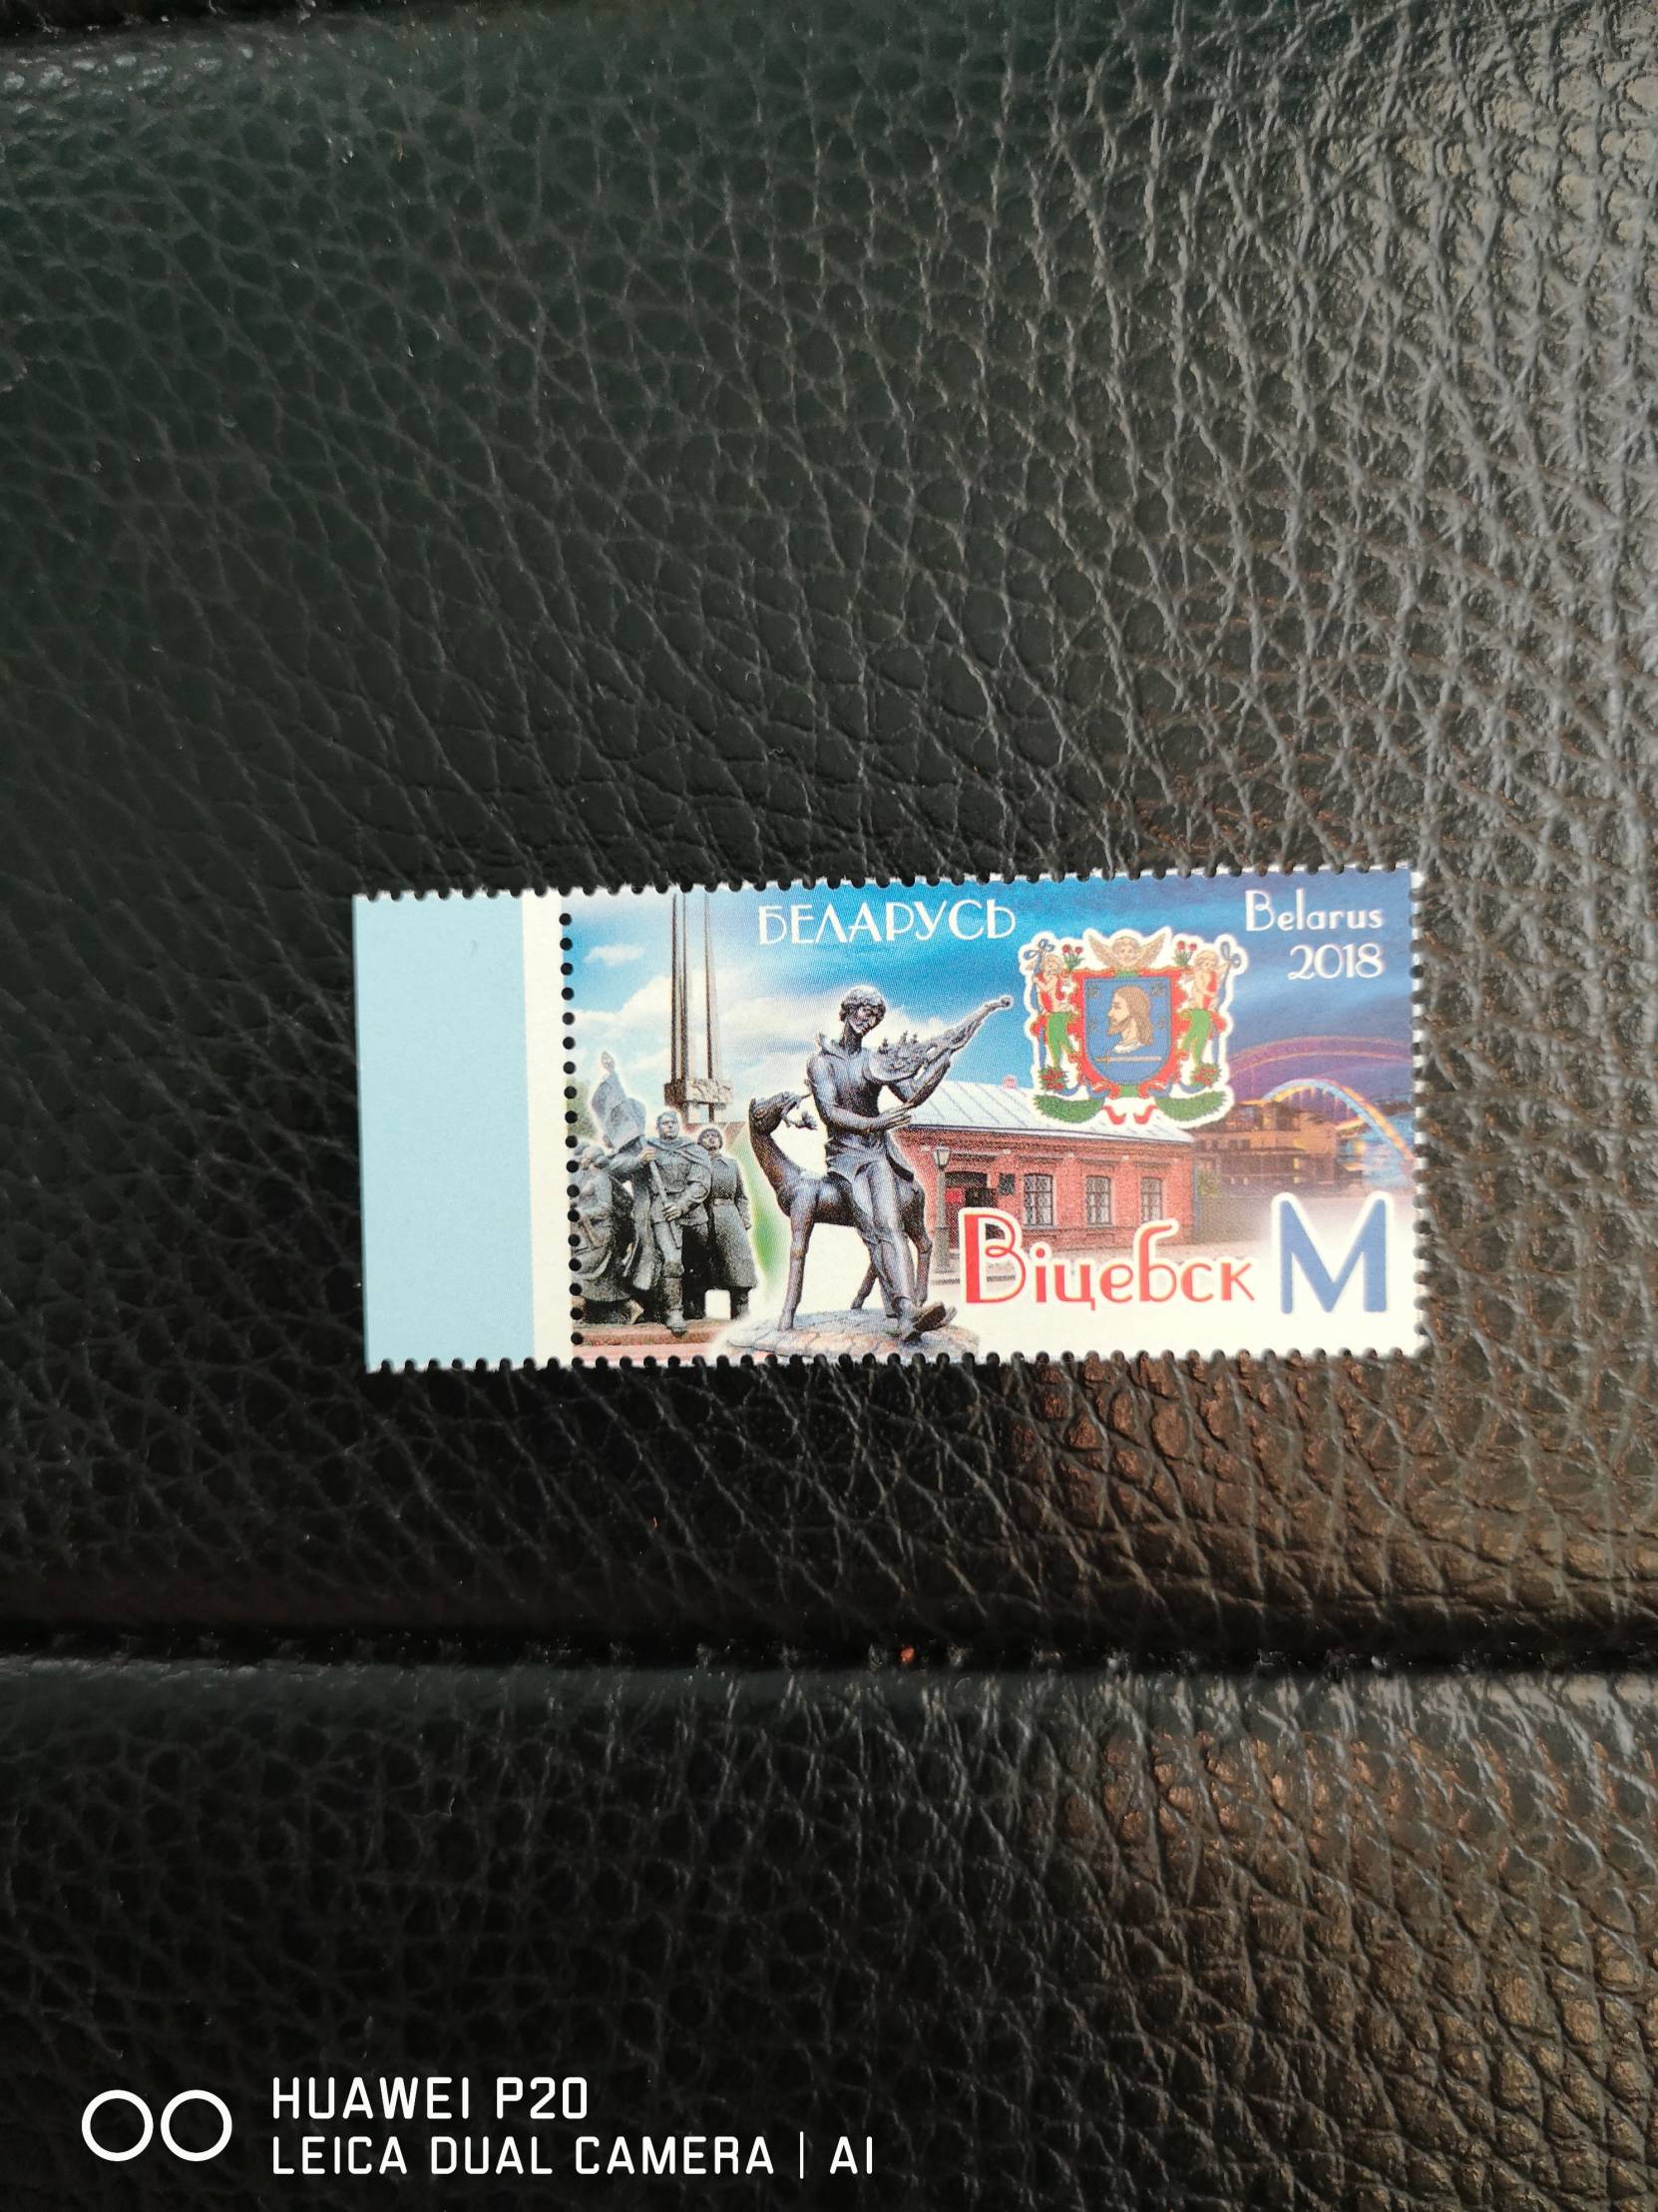 БЕЛАРУСЬ
Belarus
2018
Віцебск M
HUAWEI P20
LEICA DUAL CAMERA | AI